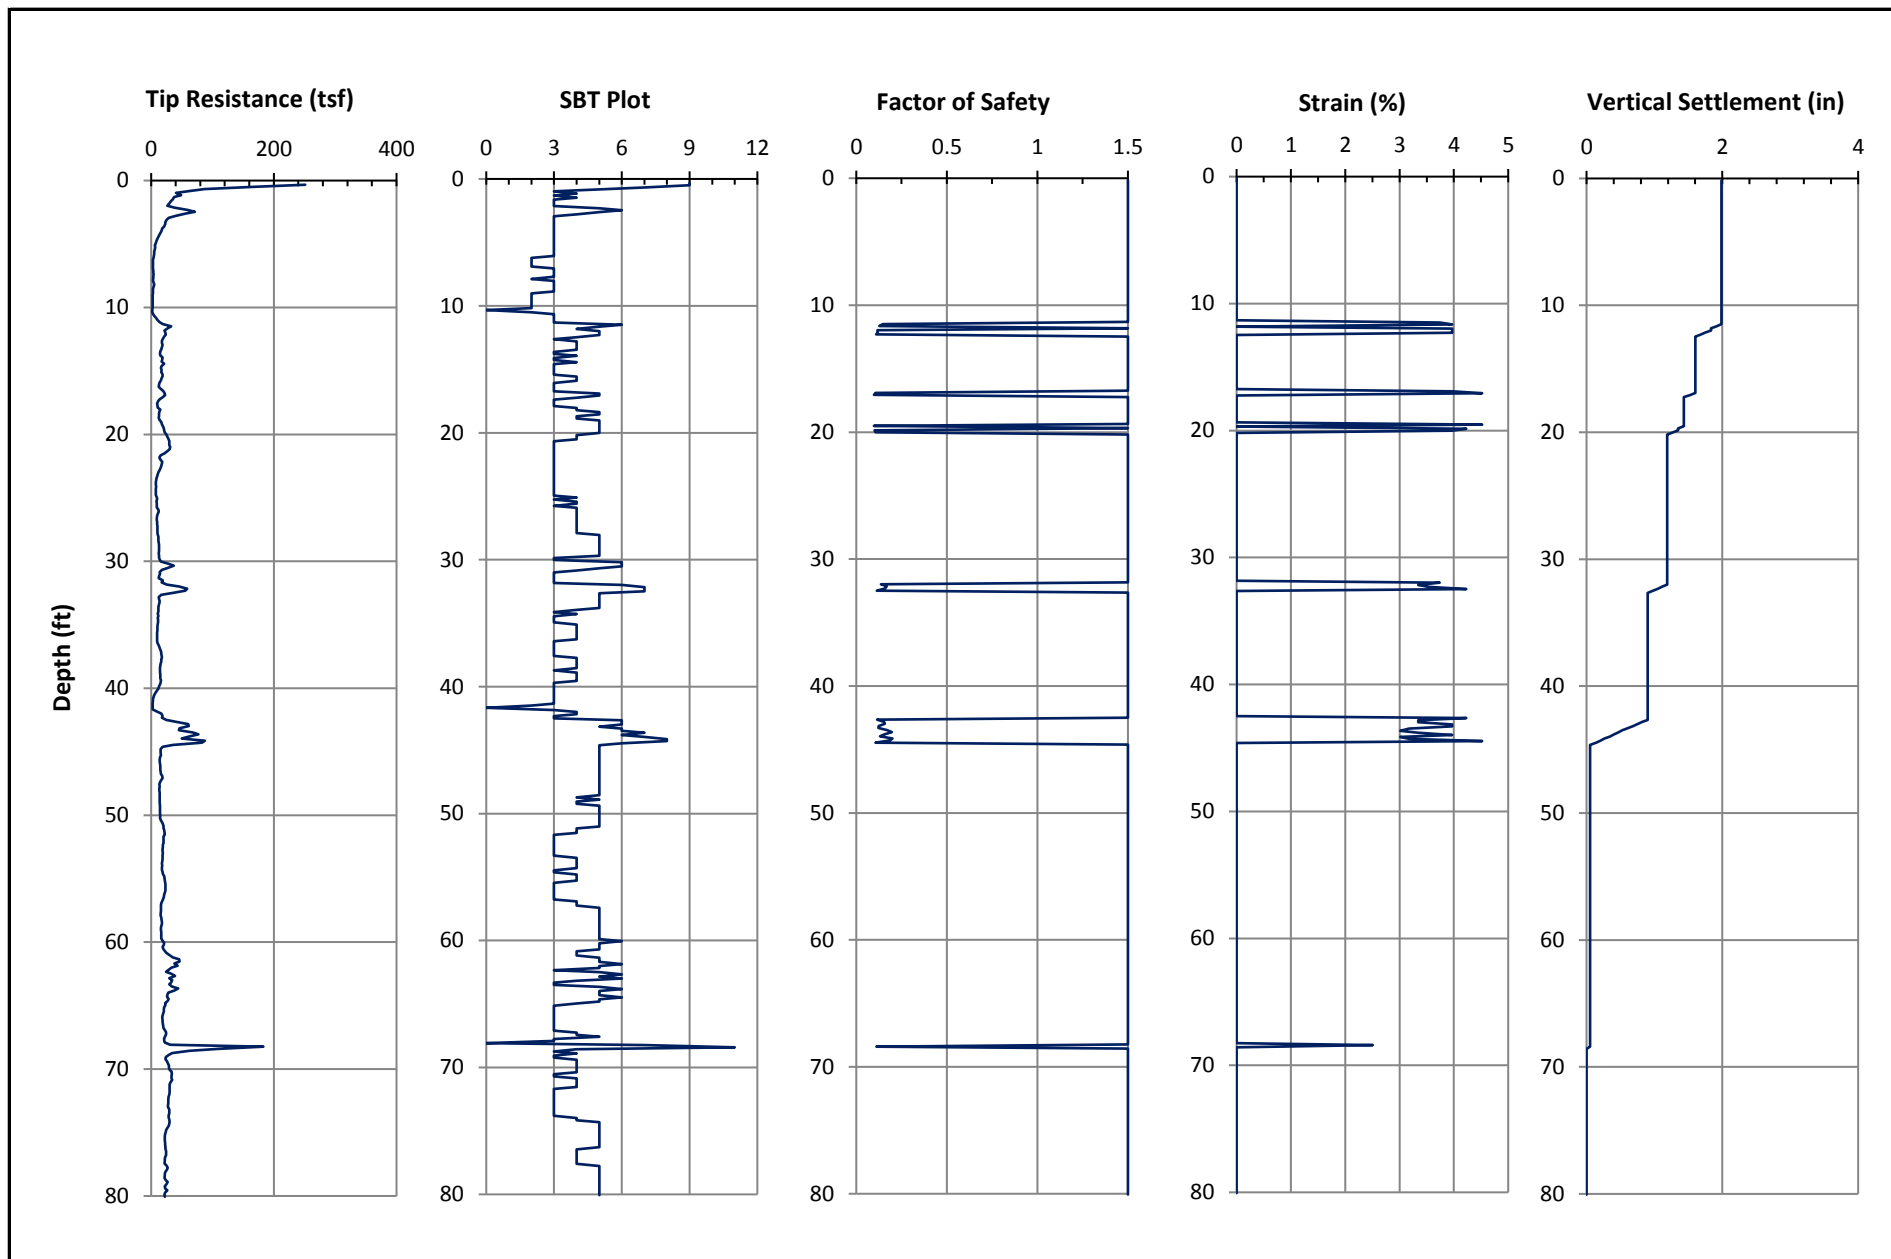 Tip Resistance (tsf)
SBT Plot
Factor of Safety
Strain (%)
Vertical Settlement (in)
0 200 400
0 3 6 9 12
0 0.5 1 1.5
0 1 2 3 4 5
0 2 4
0 0 0 0 0
10 10 10 10 10
20 20 20 20 20
30 30 30 30 30
40 40 40 40 40
50 50 50 50 50
60 60 60 60 60
70 70 70 70 70
80 80 80 80 80
Depth (ft)